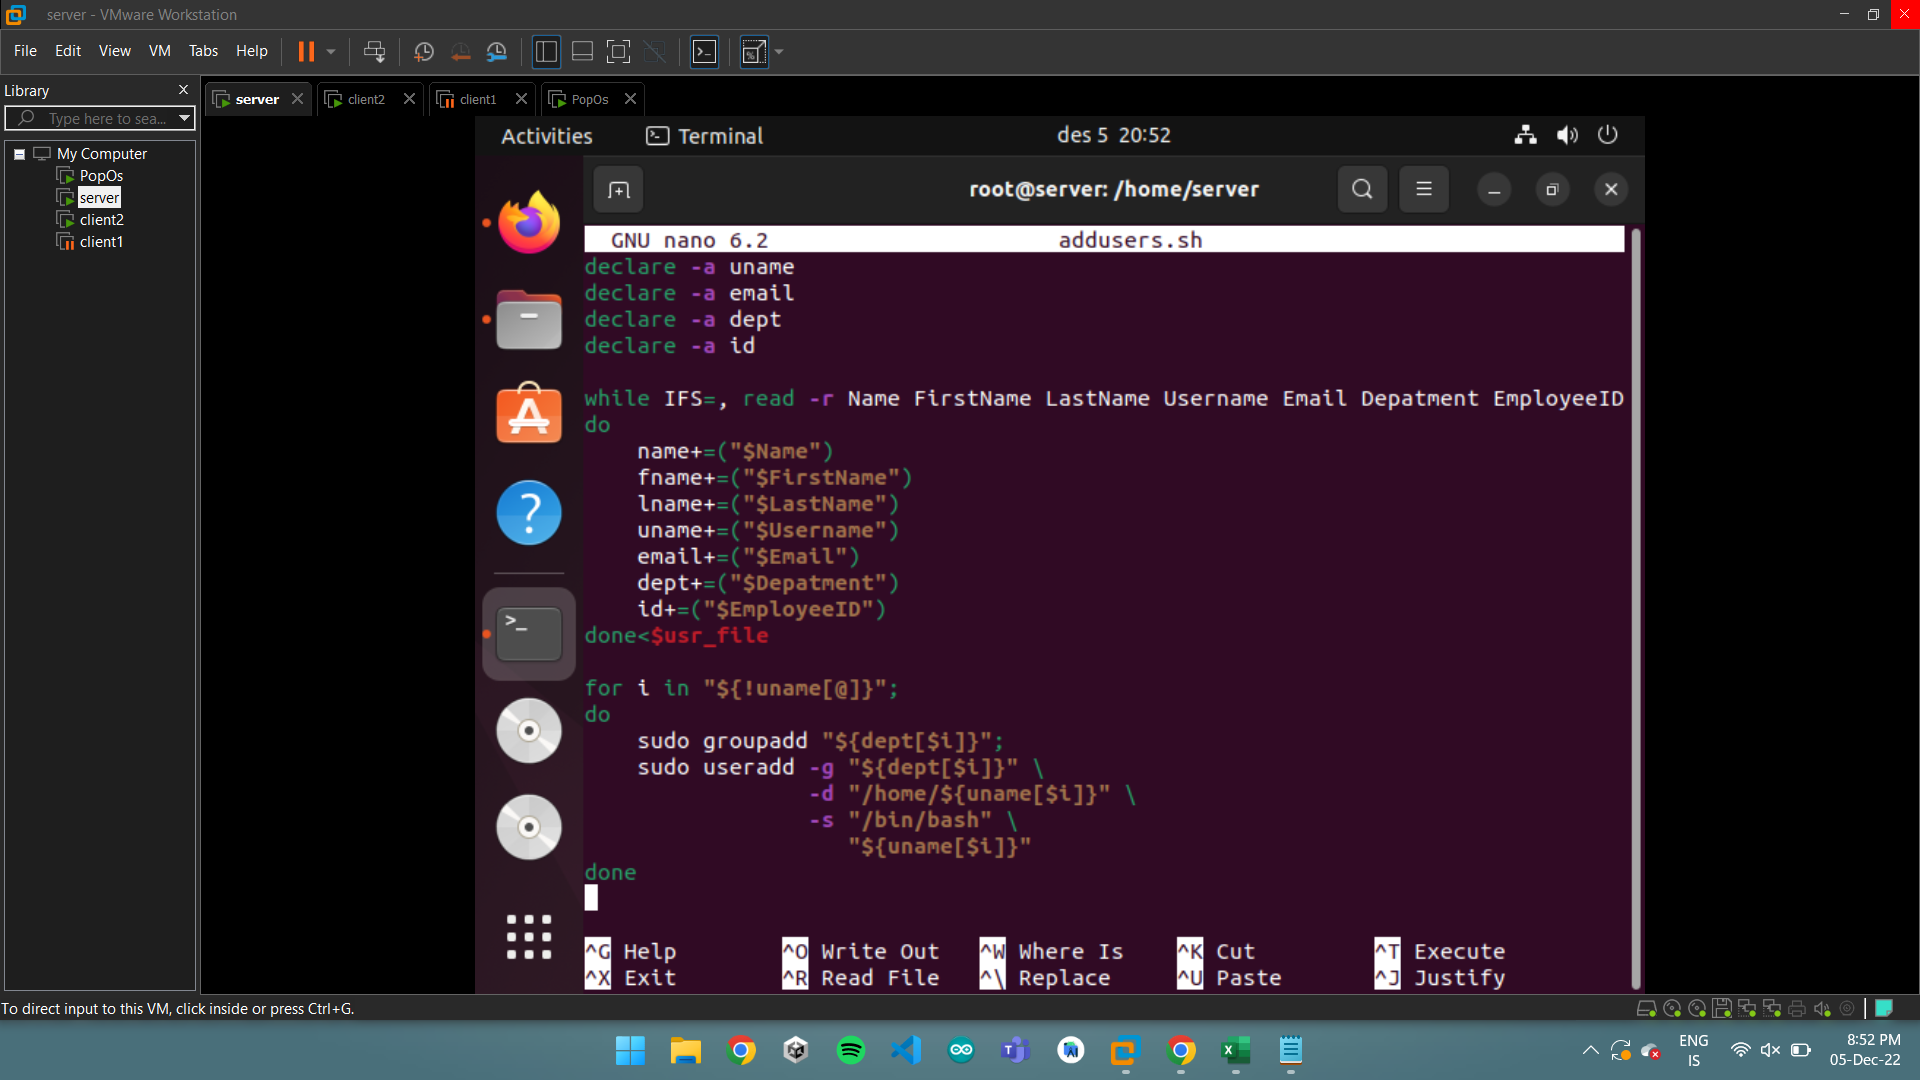 server - VMware Workstation
File Edit View VM Tabs Help
Library
Type here to sea...
My Computer
PopOs
server
client2
client1
server client2 client1 PopOs
Activities Terminal des 5 20:52
root@server: /home/server
GNU nano 6.2 addusers.sh
declare -a uname
declare -a email
declare -a dept
declare -a id
while IFS=, read -r Name FirstName LastName Username Email Depatment EmployeeID
do
name+=("$Name")
fname+=("$FirstName")
lname+=("$LastName")
uname+=("$Username")
email+=("$Email")
dept+=("$Depatment")
id+=("$EmployeeID")
done<$usr_file
for i in "${!uname[@]}";
do
sudo groupadd "${dept[$i]}";
sudo useradd -g "${dept[$i]}" \
-d "/home/${uname[$i]}" \
-s "/bin/bash" \
"${uname[$i]}"
done
^G Help ^O Write Out ^W Where Is ^K Cut ^T Execute
^X Exit ^R Read File ^\ Replace ^U Paste ^J Justify
To direct input to this VM, click inside or press Ctrl+G.
ENG
IS
8:52 PM
05-Dec-22